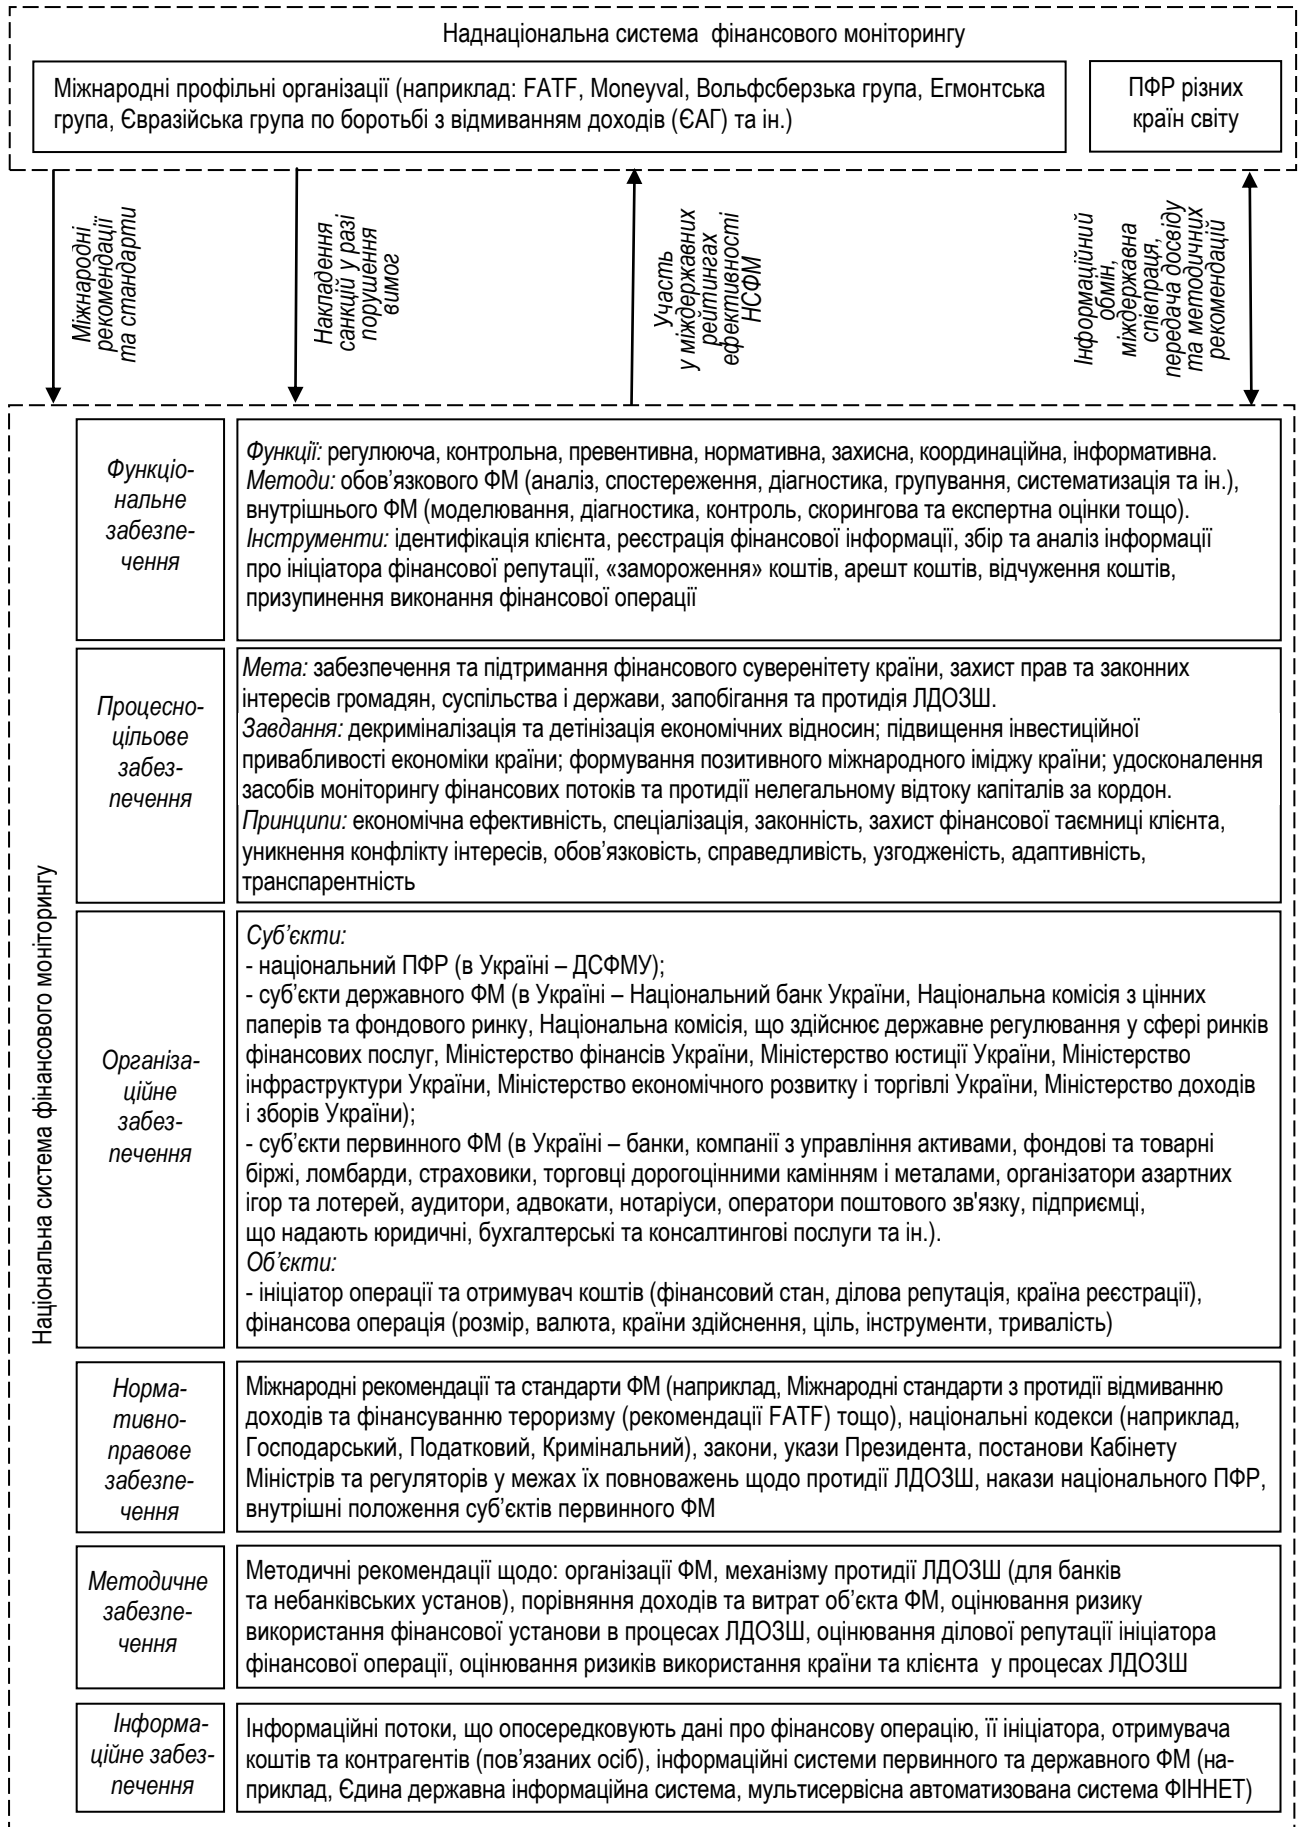 Наднаціональна система фінансового моніторингу
Міжнародні профільні організації (наприклад: FATF, Moneyval, Вольфсберзька група, Егмонтська
група, Євразійська група по боротьбі з відмиванням доходів (ЄАГ) та ін.)
ПФР різних
країн світу
Міжнародні
рекомендації
та стандарти
Накладення
санкцій у разі
порушення
вимог
Участь
у міждержавних
рейтингах
ефективності
НСФМ
Інформаційний
обмін,
міждержавна
співпраця,
передача досвіду
та методичних
рекомендацій
Національна система фінансового моніторингу
Функціо-
нальне
забезпе-
чення
Функції: регулююча, контрольна, превентивна, нормативна, захисна, координаційна, інформативна.
Методи: обов’язкового ФМ (аналіз, спостереження, діагностика, групування, систематизація та ін.),
внутрішнього ФМ (моделювання, діагностика, контроль, скорингова та експертна оцінки тощо).
Інструменти: ідентифікація клієнта, реєстрація фінансової інформації, збір та аналіз інформації
про ініціатора фінансової репутації, «замороження» коштів, арешт коштів, відчуження коштів,
призупинення виконання фінансової операції
Процесно-
цільове
забез-
печення
Мета: забезпечення та підтримання фінансового суверенітету країни, захист прав та законних
інтересів громадян, суспільства і держави, запобігання та протидія ЛДОЗШ.
Завдання: декриміналізація та детінізація економічних відносин; підвищення інвестиційної
привабливості економіки країни; формування позитивного міжнародного іміджу країни; удосконалення
засобів моніторингу фінансових потоків та протидії нелегальному відтоку капіталів за кордон.
Принципи: економічна ефективність, спеціалізація, законність, захист фінансової таємниці клієнта,
уникнення конфлікту інтересів, обов’язковість, справедливість, узгодженість, адаптивність,
транспарентність
Організа-
ційне
забез-
печення
Суб’єкти:
- національний ПФР (в Україні – ДСФМУ);
- суб’єкти державного ФМ (в Україні – Національний банк України, Національна комісія з цінних
паперів та фондового ринку, Національна комісія, що здійснює державне регулювання у сфері ринків
фінансових послуг, Міністерство фінансів України, Міністерство юстиції України, Міністерство
інфраструктури України, Міністерство економічного розвитку і торгівлі України, Міністерство доходів
і зборів України);
- суб’єкти первинного ФМ (в Україні – банки, компанії з управління активами, фондові та товарні
біржі, ломбарди, страховики, торговці дорогоцінними камінням і металами, організатори азартних
ігор та лотерей, аудитори, адвокати, нотаріуси, оператори поштового зв'язку, підприємці,
що надають юридичні, бухгалтерські та консалтингові послуги та ін.).
Об’єкти:
- ініціатор операції та отримувач коштів (фінансовий стан, ділова репутація, країна реєстрації),
фінансова операція (розмір, валюта, країни здійснення, ціль, інструменти, тривалість)
Норма-
тивно-
правове
забезпе-
чення
Міжнародні рекомендації та стандарти ФМ (наприклад, Міжнародні стандарти з протидії відмиванню
доходів та фінансуванню тероризму (рекомендації FATF) тощо), національні кодекси (наприклад,
Господарський, Податковий, Кримінальний), закони, укази Президента, постанови Кабінету
Міністрів та регуляторів у межах їх повноважень щодо протидії ЛДОЗШ, накази національного ПФР,
внутрішні положення суб’єктів первинного ФМ
Методичне
забезпе-
чення
Методичні рекомендації щодо: організації ФМ, механізму протидії ЛДОЗШ (для банків
та небанківських установ), порівняння доходів та витрат об’єкта ФМ, оцінювання ризику
використання фінансової установи в процесах ЛДОЗШ, оцінювання ділової репутації ініціатора
фінансової операції, оцінювання ризиків використання країни та клієнта у процесах ЛДОЗШ
Інформа-
ційне забез-
печення
Інформаційні потоки, що опосередковують дані про фінансову операцію, її ініціатора, отримувача
коштів та контрагентів (пов’язаних осіб), інформаційні системи первинного та державного ФМ (на-
приклад, Єдина державна інформаційна система, мультисервісна автоматизована система ФІННЕТ)